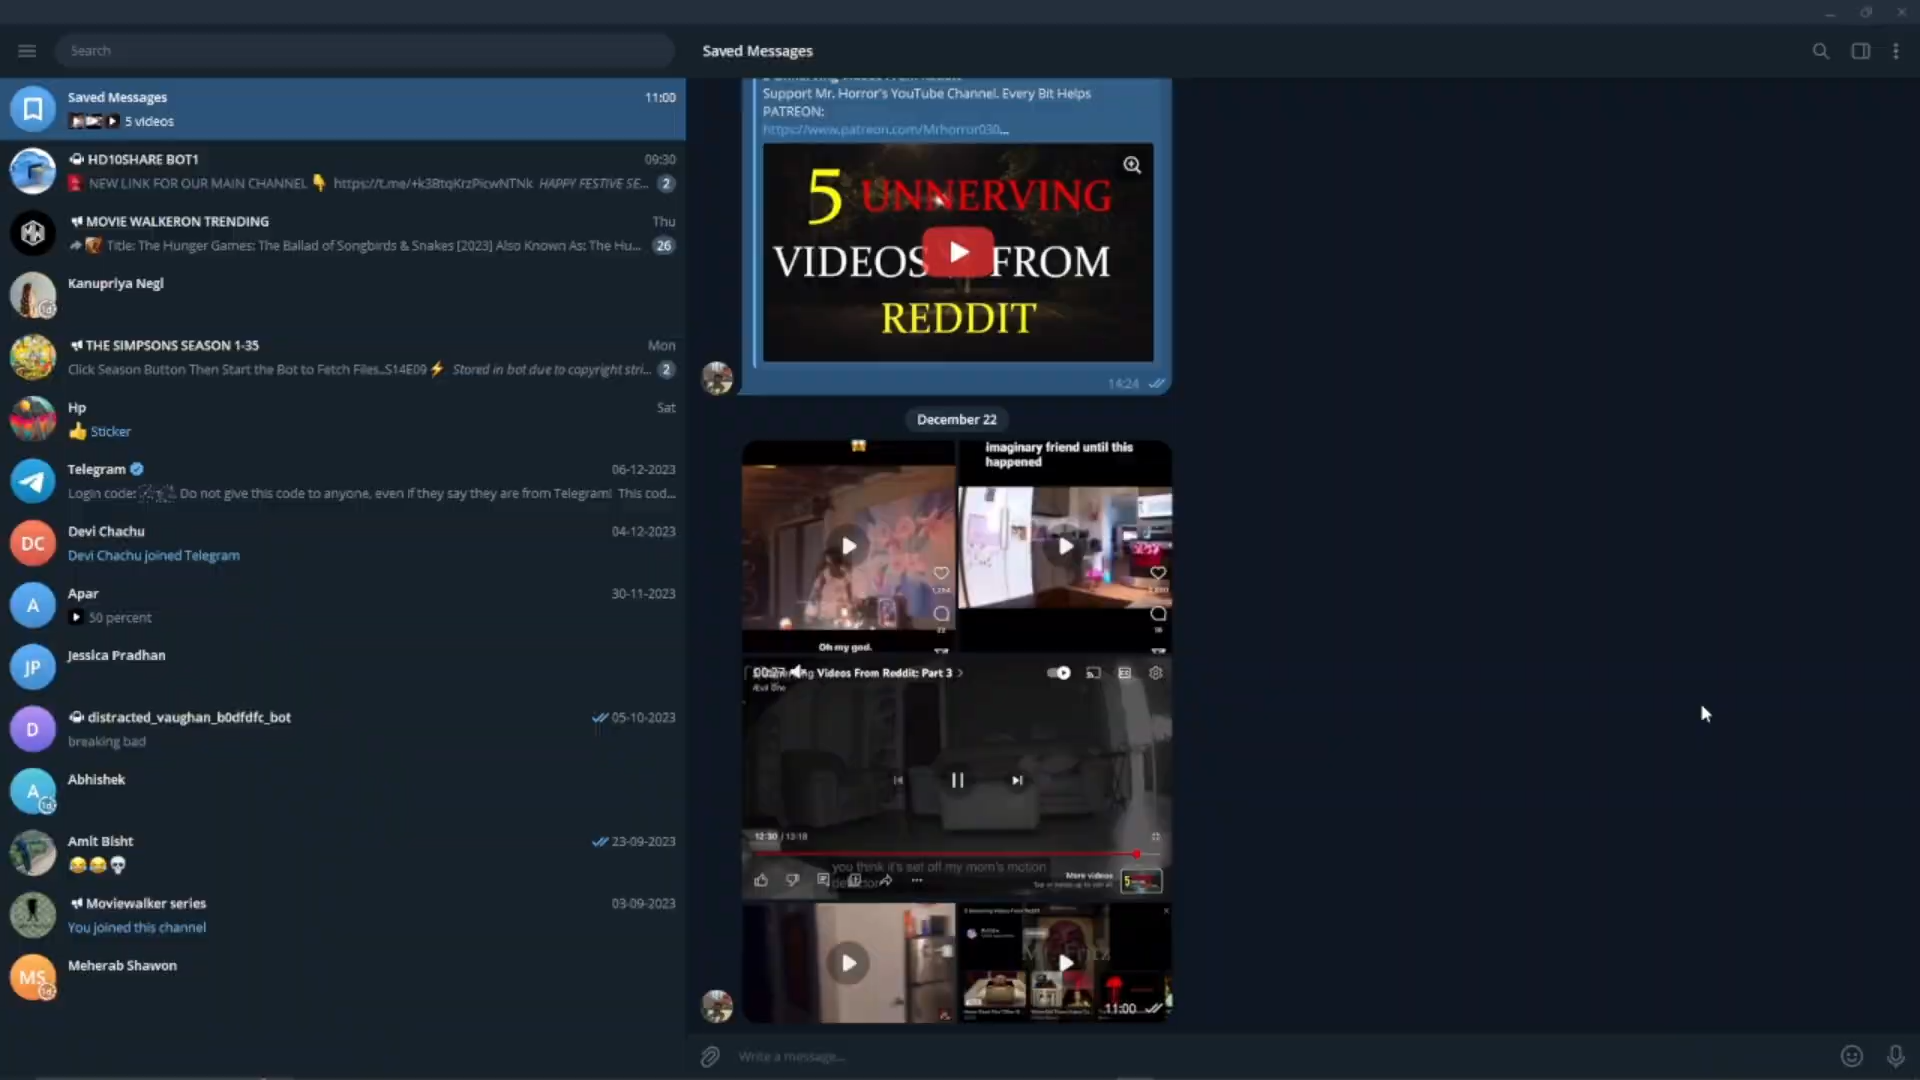 Search
Saved Messages
Saved Messages
11:00
5 videos
HD10SHARE BOT1
09:30
NEW LINK FOR OUR MAIN CHANNEL 👇 https://t.me/+k3BtqKrzPicwNTNk HAPPY FESTIVE SE...
2
MOVIE WALKERON TRENDING
Thu
Title: The Hunger Games: The Ballad of Songbirds & Snakes [2023] Also Known As: The Hu...
26
Kanupriya Negi
THE SIMPSONS SEASON 1-35
Mon
Click Season Button Then Start the Bot to Fetch Files..S14E09⚡ Stored in bot due to copyright stri...
2
Hp
Sat
👍 Sticker
Telegram
06-12-2023
Login code: Do not give this code to anyone, even if they say they are from Telegram! This cod...
DC
Devi Chachu
04-12-2023
Devi Chachu joined Telegram
A
Apar
30-11-2023
50 percent
JP
Jessica Pradhan
D
distracted_vaughan_b0dfdfc_bot
05-10-2023
breaking bad
A
1d
Abhishek
Amit Bisht
23-09-2023
😂😂💀
Moviewalker series
03-09-2023
You joined this channel
MS
1d
Meherab Shawon
Support Mr. Horror's YouTube Channel. Every Bit Helps
PATREON:
https://www.patreon.com/Mrhorror030...
5 UNNERVING
VIDEOS FROM
REDDIT
14:24
December 22
imaginary friend until this
happened
Oh my god.
00:27
Videos From Reddit: Part 3
12:30 / 13:18
you think it's set off my mom's motion
More videos
11:00
Write a message...